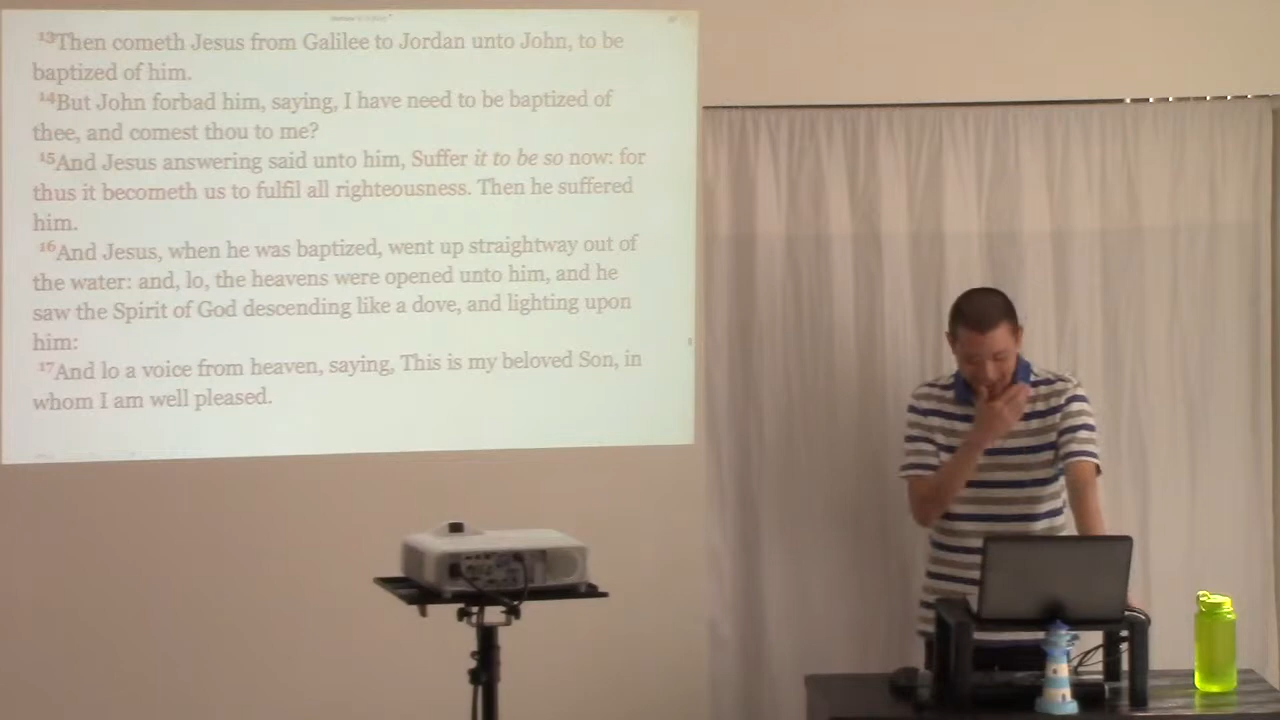 ¹³Then cometh Jesus from Galilee to Jordan unto John, to be
baptized of him.
¹⁴But John forbad him, saying, I have need to be baptized of
thee, and comest thou to me?
¹⁵And Jesus answering said unto him, Suffer it to be so now: for
thus it becometh us to fulfil all righteousness. Then he suffered
him.
¹⁶And Jesus, when he was baptized, went up straightway out of
the water: and, lo, the heavens were opened unto him, and he
saw the Spirit of God descending like a dove, and lighting upon
him:
¹⁷And lo a voice from heaven, saying, This is my beloved Son, in
whom I am well pleased.